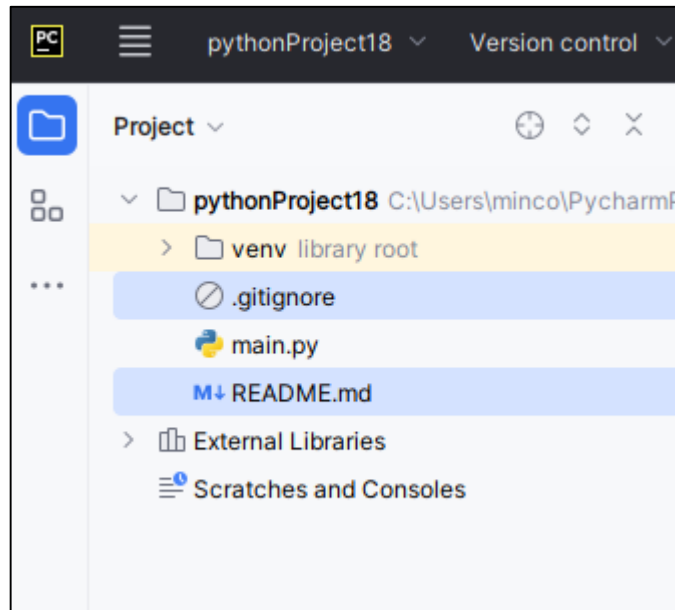 PC pythonProject18 Version control
Project
pythonProject18 C:\Users\minco\Pycharm
venv library root
.gitignore
main.py
M↓ README.md
External Libraries
Scratches and Consoles